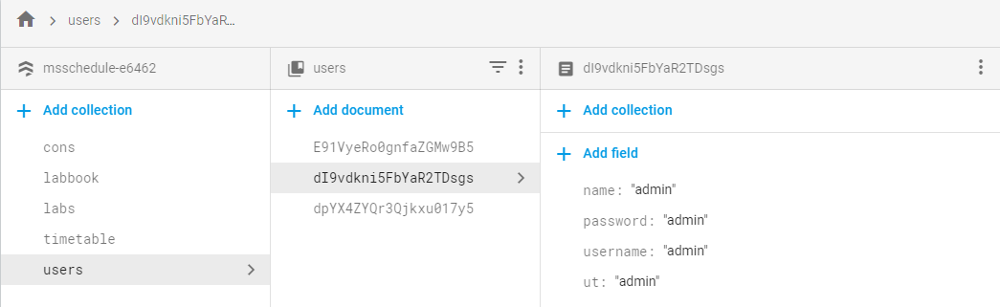 users
dI9vdkni5FbYaR…
msschedule-e6462
users
dI9vdkni5FbYaR2TDsgs
Add collection
Add document
Add collection
cons
labbook
labs
timetable
users
E91VyeRo0gnfaZGMw9B5
dI9vdkni5FbYaR2TDsgs
dpYX4ZYQr3Qjkxu017y5
Add field
name: "admin"
password: "admin"
username: "admin"
ut: "admin"